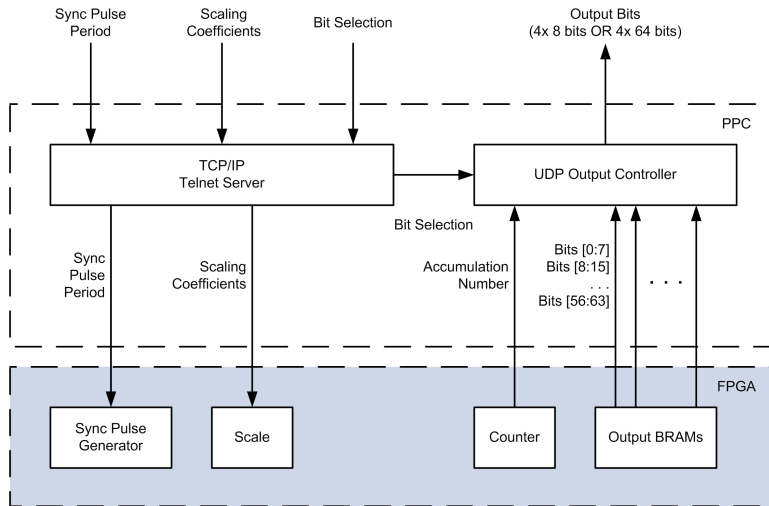 Sync Pulse
Period
Scaling
Coefficients
Bit Selection
Output Bits
(4x 8 bits OR 4x 64 bits)
PPC
TCP/IP
Telnet Server
UDP Output Controller
Bit Selection
Sync
Pulse
Period
Scaling
Coefficients
Accumulation
Number
Bits [0:7]
Bits [8:15]
. . .
Bits [56:63]
. . .
FPGA
Sync Pulse
Generator
Scale
Counter
Output BRAMs